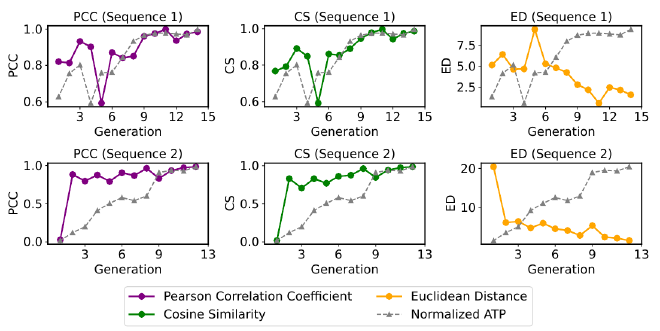 PCC (Sequence 1)
CS (Sequence 1)
ED (Sequence 1)
1.0
0.8
0.6
PCC
3 6 9 12 15
Generation
1.0
0.8
0.6
CS
3 6 9 12 15
Generation
7.5
5.0
2.5
ED
3 6 9 12 15
Generation
PCC (Sequence 2)
CS (Sequence 2)
ED (Sequence 2)
1.0
0.5
0.0
PCC
3 6 9 13
Generation
1.0
0.5
0.0
CS
3 6 9 13
Generation
20
10
ED
3 6 9 13
Generation
Pearson Correlation Coefficient
Cosine Similarity
Euclidean Distance
Normalized ATP